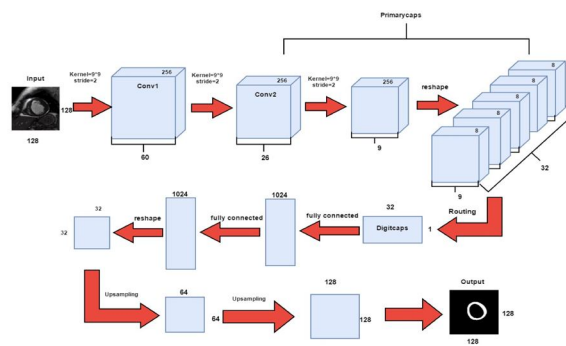 Primarycaps
Input
Kernel=9*9
stride=2
256
Conv1
Kernel=9*9
stride=2
256
Conv2
Kernel=9*9
stride=2
256
reshape
8
8
8
8
8
128
128
60
26
9
9
32
Routing
32
Digitcaps
1
fully connected
1024
fully connected
1024
reshape
32
32
Upsampling
64
64
Upsampling
128
128
Output
128
128